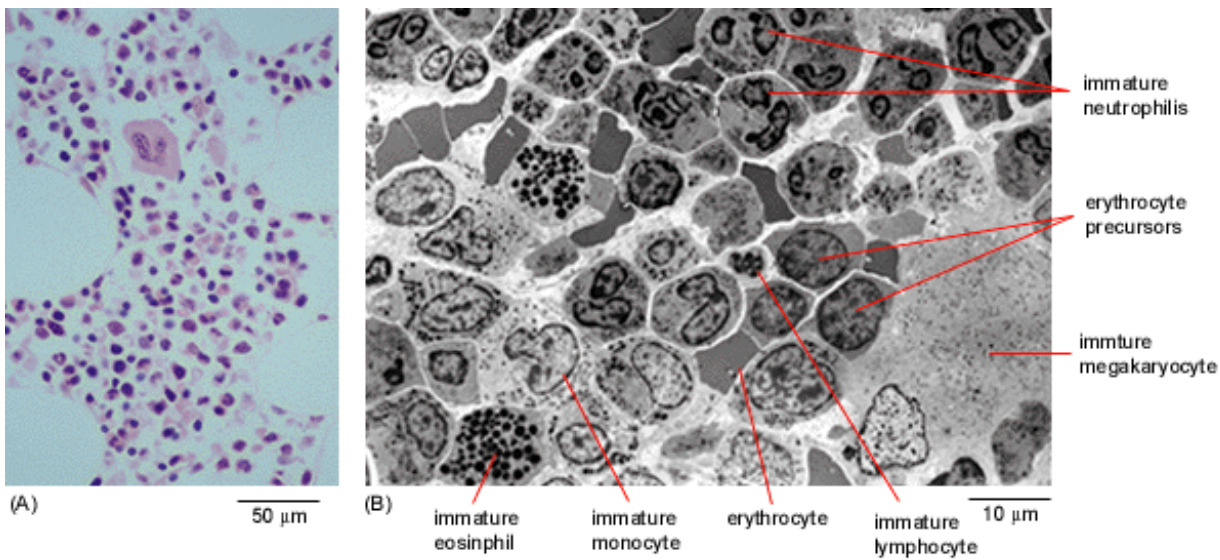 immature
neutrophilis
erythrocyte
precursors
immture
megakaryocyte
(A)
50 µm
(B)
10 µm
immature
eosinphil
immature
monocyte
erythrocyte
immature
lymphocyte